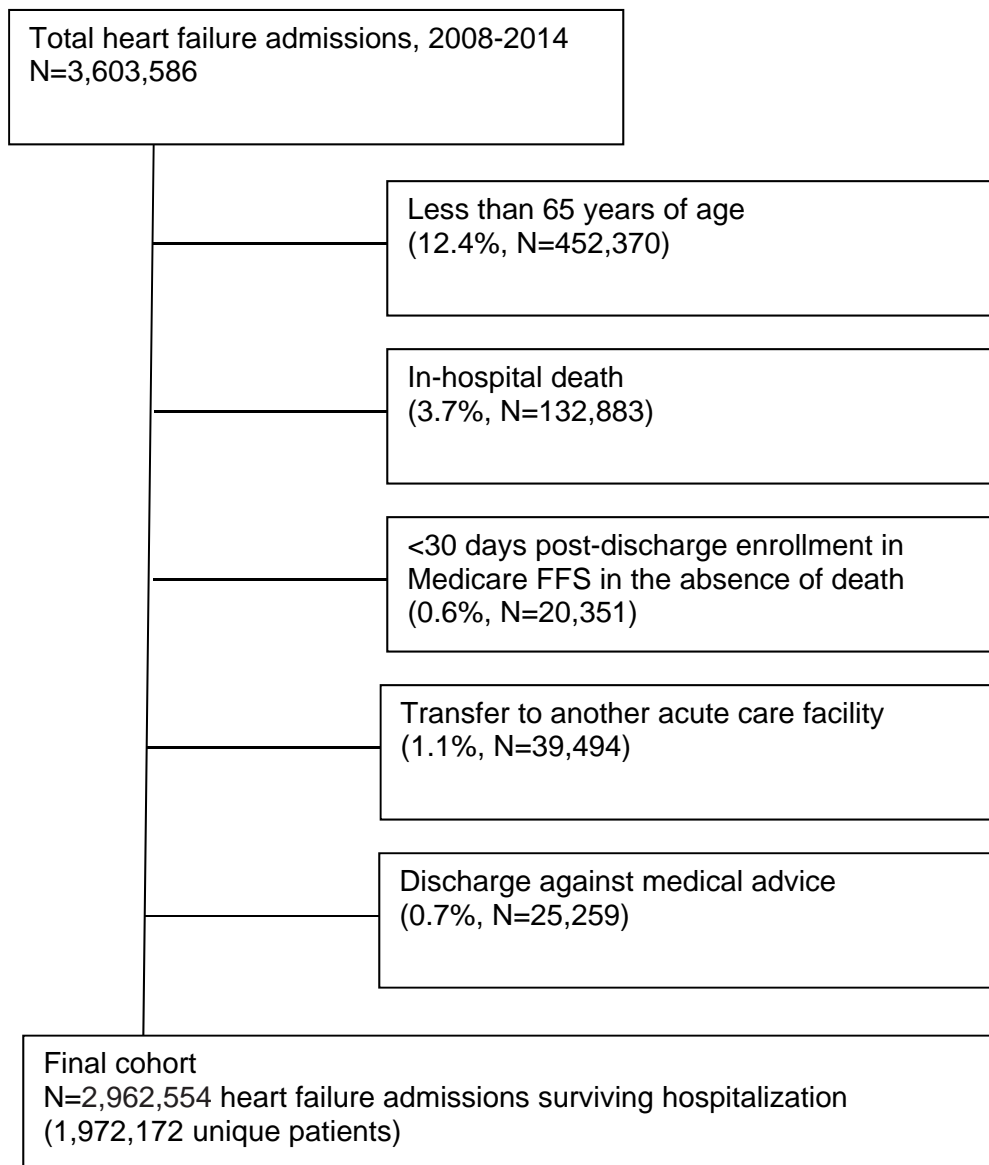 Total heart failure admissions, 2008-2014
N=3,603,586
Less than 65 years of age
(12.4%, N=452,370)
In-hospital death
(3.7%, N=132,883)
<30 days post-discharge enrollment in
Medicare FFS in the absence of death
(0.6%, N=20,351)
Transfer to another acute care facility
(1.1%, N=39,494)
Discharge against medical advice
(0.7%, N=25,259)
Final cohort
N=2,962,554 heart failure admissions surviving hospitalization
(1,972,172 unique patients)